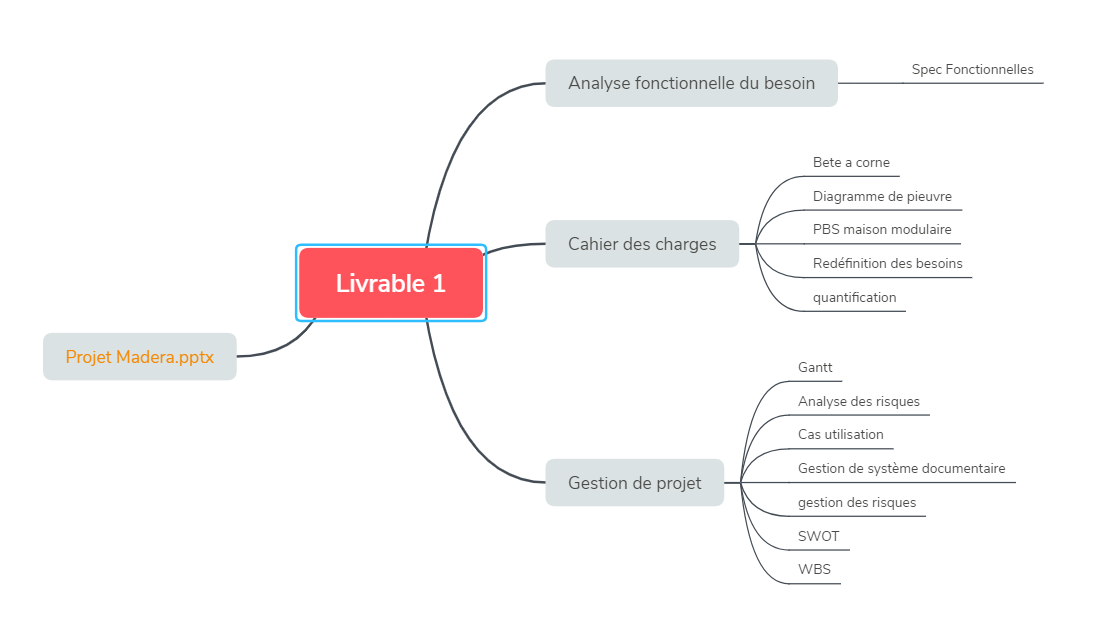 Analyse fonctionnelle du besoin
Spec Fonctionnelles
Cahier des charges
Bete a corne
Diagramme de pieuvre
PBS maison modulaire
Redéfinition des besoins
quantification
Livrable 1
Projet Madera.pptx
Gestion de projet
Gantt
Analyse des risques
Cas utilisation
Gestion de système documentaire
gestion des risques
SWOT
WBS